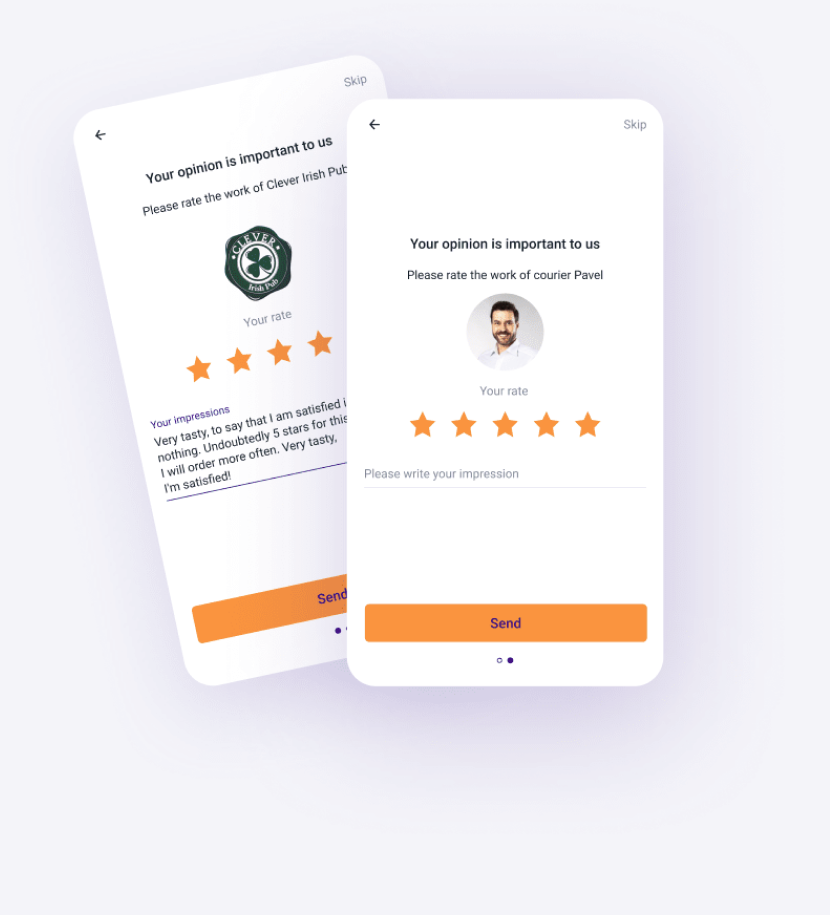 Skip
Your opinion is important to us
Please rate the work of Clever Irish Pub
CLEVER
Irish Pub
Your rate
Your impressions
Very tasty, to say that I am satisfied
nothing. Undoubtedly 5 stars for this
I will order more often. Very tasty,
I'm satisfied!
Send
Skip
Your opinion is important to us
Please rate the work of courier Pavel
Your rate
Please write your impression
Send